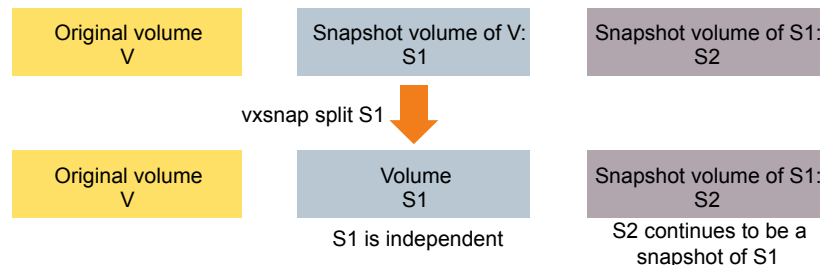 Original volume
V
Snapshot volume of V:
S1
Snapshot volume of S1:
S2
vxsnap split S1
Original volume
V
Volume
S1
Snapshot volume of S1:
S2
S1 is independent
S2 continues to be a
snapshot of S1